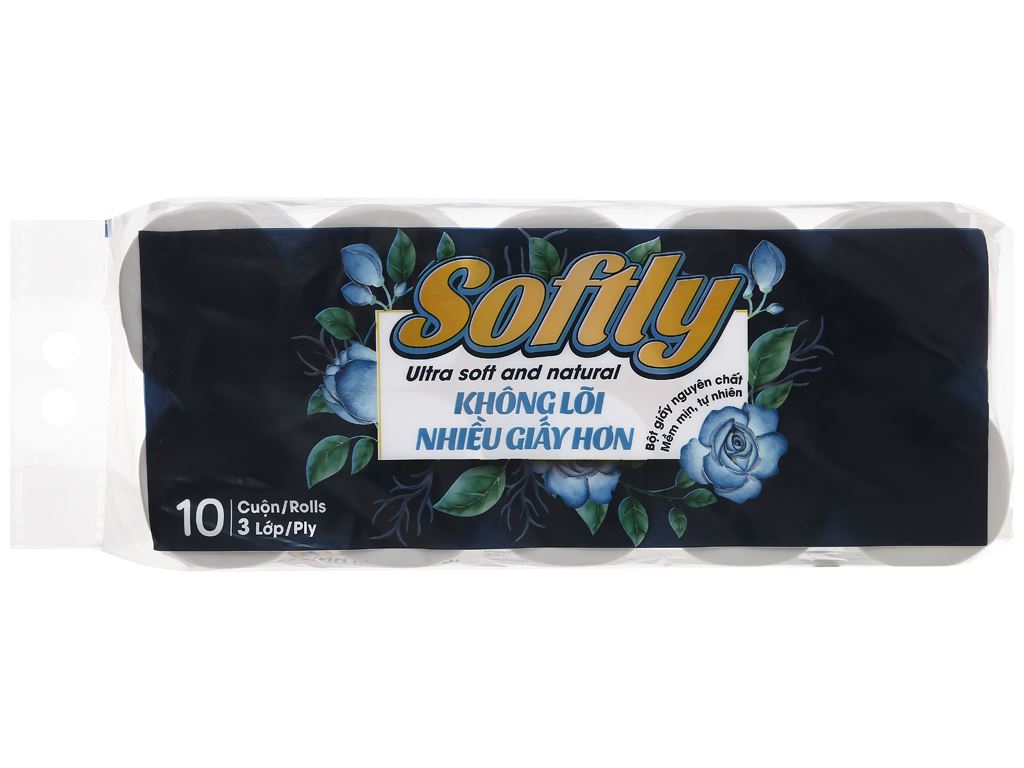 Softly
Ultra soft and natural
KHÔNG LÕI
NHIỀU GIẤY HƠN
Bột giấy nguyên chất
Mềm mịn, tự nhiên
10 Cuộn/Rolls
3 Lớp/Ply